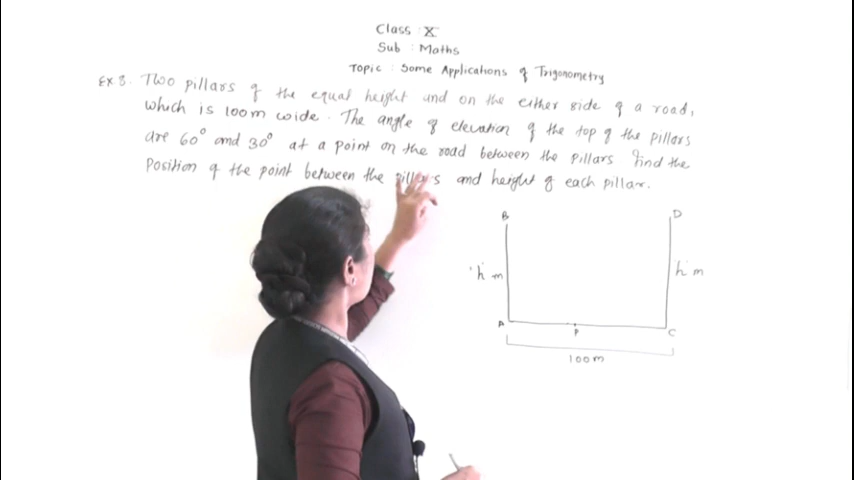 Class : X
Sub : Maths
Topic : Some Applications of Trigonometry
Ex 3. Two pillars of the equal height and on the either side of a road,
which is 100m wide. The angle of elevation of the top of the pillars
are 60° and 30° at a point on the road between the pillars find the
Position of the point between the pillars and height of each pillar.
B D
'h' m h' m
A P C
100m